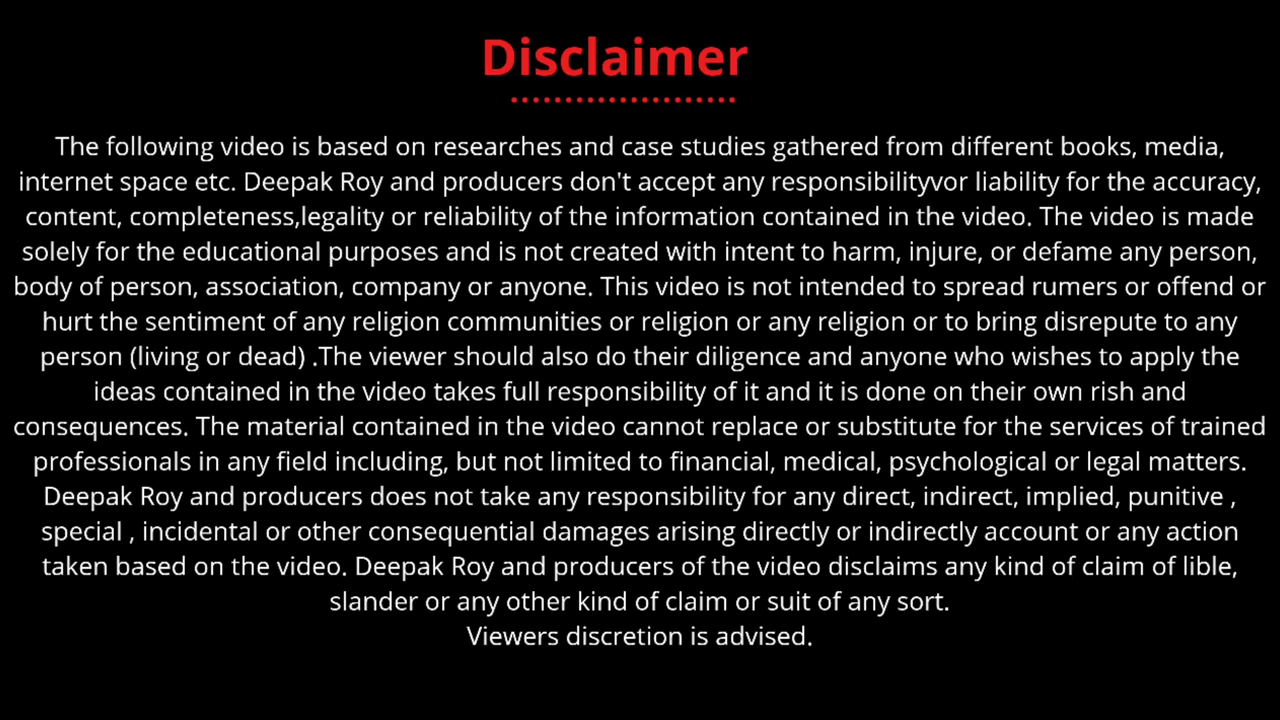 Disclaimer
The following video is based on researches and case studies gathered from different books, media,
internet space etc. Deepak Roy and producers don't accept any responsibilityvor liability for the accuracy,
content, completeness,legality or reliability of the information contained in the video. The video is made
solely for the educational purposes and is not created with intent to harm, injure, or defame any person,
body of person, association, company or anyone. This video is not intended to spread rumers or offend or
hurt the sentiment of any religion communities or religion or any religion or to bring disrepute to any
person (living or dead) .The viewer should also do their diligence and anyone who wishes to apply the
ideas contained in the video takes full responsibility of it and it is done on their own rish and
consequences. The material contained in the video cannot replace or substitute for the services of trained
professionals in any field including, but not limited to financial, medical, psychological or legal matters.
Deepak Roy and producers does not take any responsibility for any direct, indirect, implied, punitive ,
special , incidental or other consequential damages arising directly or indirectly account or any action
taken based on the video. Deepak Roy and producers of the video disclaims any kind of claim of lible,
slander or any other kind of claim or suit of any sort.
Viewers discretion is advised.